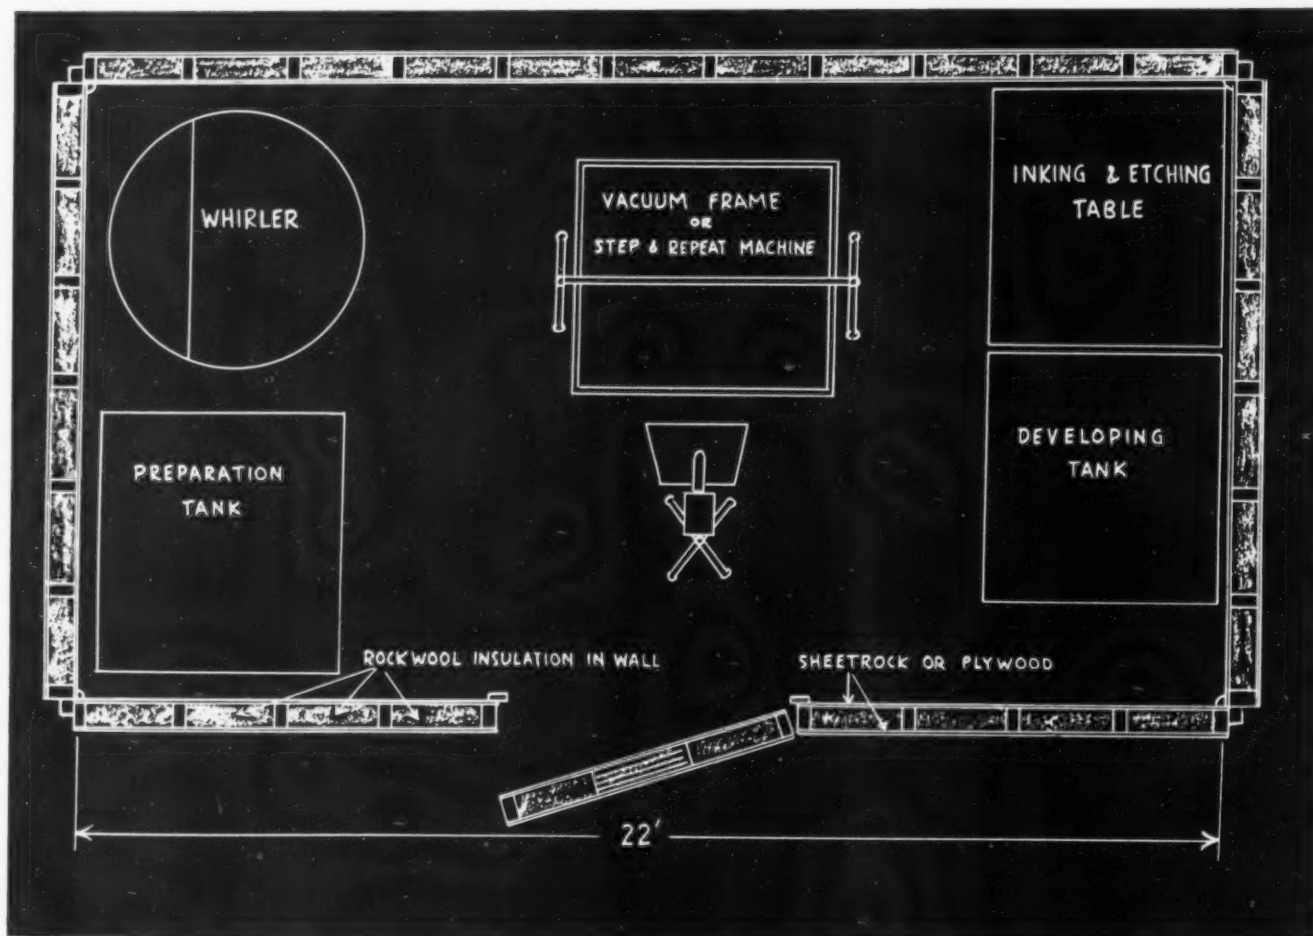 WHIRLER
VACUUM FRAME
OR
STEP & REPEAT MACHINE
INKING & ETCHING
TABLE
PREPARATION
TANK
DEVELOPING
TANK
ROCKWOOL INSULATION IN WALL
SHEETROCK OR PLYWOOD
22'